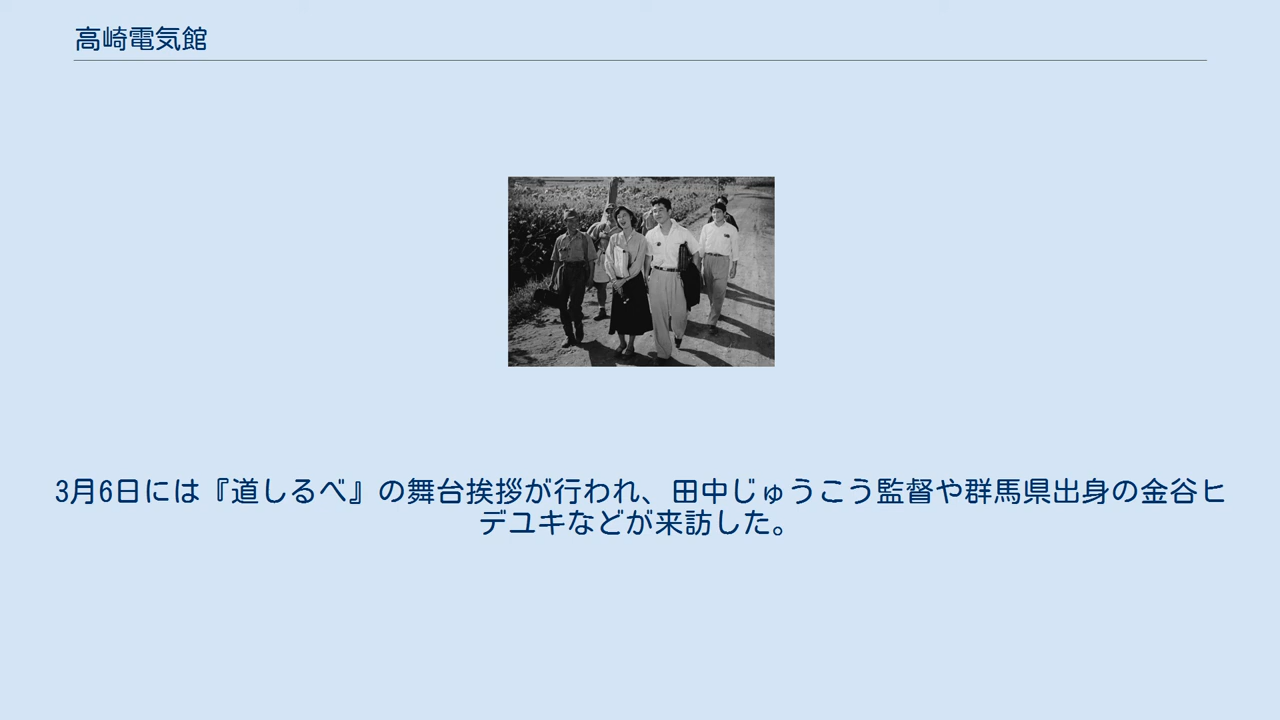 高崎電気館
3月6日には『道しるべ』の舞台挨拶が行われ、田中じゅうこう監督や群馬県出身の金谷ヒ
デユキなどが来訪した。